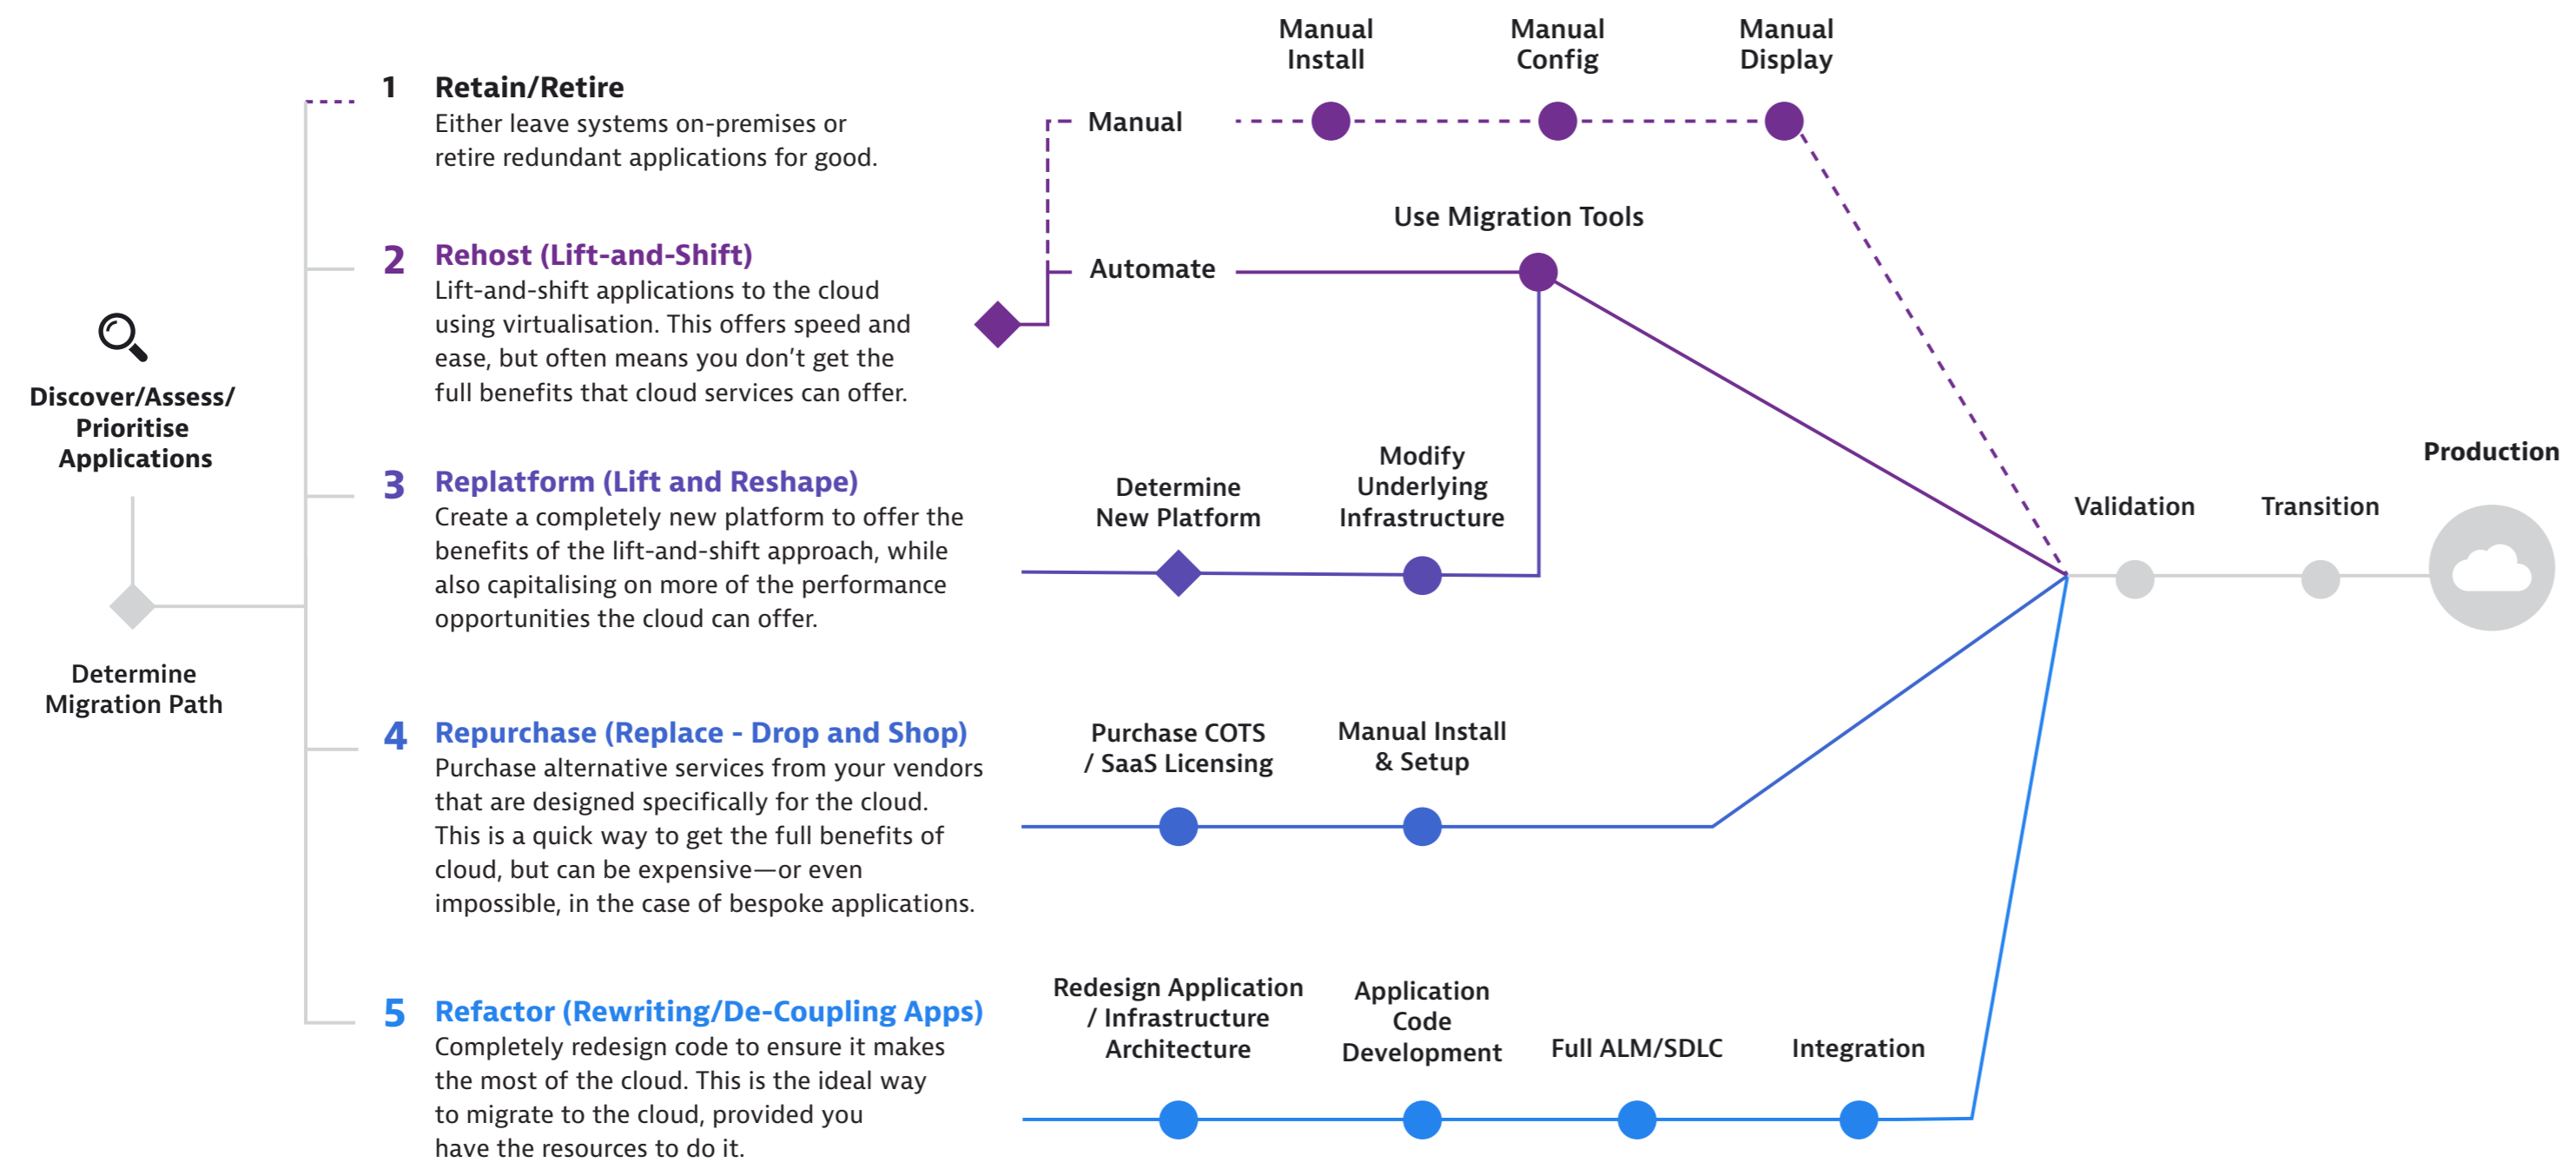 Discover/Assess/
Prioritise
Applications
Determine
Migration Path
1 Retain/Retire
Either leave systems on-premises or
retire redundant applications for good.
2 Rehost (Lift-and-Shift)
Lift-and-shift applications to the cloud
using virtualisation. This offers speed and
ease, but often means you don’t get the
full benefits that cloud services can offer.
3 Replatform (Lift and Reshape)
Create a completely new platform to offer the
benefits of the lift-and-shift approach, while
also capitalising on more of the performance
opportunities the cloud can offer.
4 Repurchase (Replace - Drop and Shop)
Purchase alternative services from your vendors
that are designed specifically for the cloud.
This is a quick way to get the full benefits of
cloud, but can be expensive—or even
impossible, in the case of bespoke applications.
5 Refactor (Rewriting/De-Coupling Apps)
Completely redesign code to ensure it makes
the most of the cloud. This is the ideal way
to migrate to the cloud, provided you
have the resources to do it.
Manual
Manual
Install
Manual
Config
Manual
Display
Automate
Use Migration Tools
Determine
New Platform
Modify
Underlying
Infrastructure
Purchase COTS
/ SaaS Licensing
Manual Install
& Setup
Redesign Application
/ Infrastructure
Architecture
Application
Code
Development
Full ALM/SDLC
Integration
Validation
Transition
Production